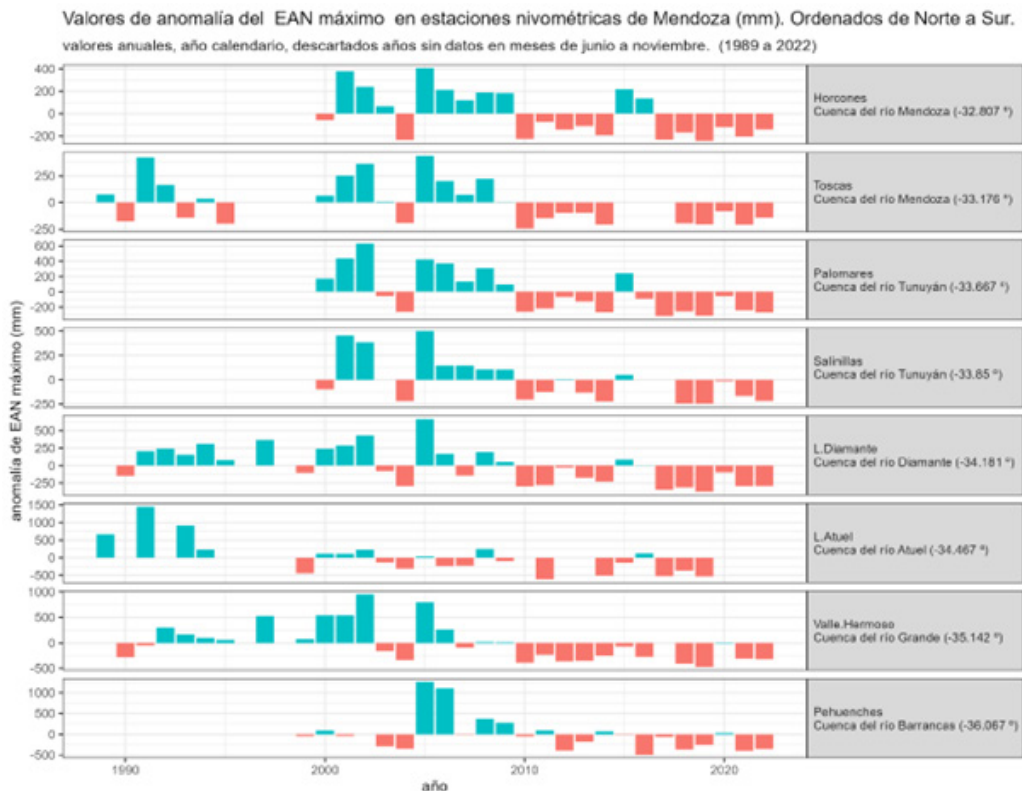 Valores de anomalía del EAN máximo en estaciones nivométricas de Mendoza (mm). Ordenados de Norte a Sur.
valores anuales, año calendario, descartados años sin datos en meses de junio a noviembre. (1989 a 2022)
anomalía de EAN máximo (mm)
400
200
0
-200
Horcones
Cuenca del río Mendoza (-32.807 º)
250
0
-250
Toscas
Cuenca del río Mendoza (-33.176 º)
600
400
200
0
-200
Palomares
Cuenca del río Tunuyán (-33.667 º)
500
250
0
-250
Salinillas
Cuenca del río Tunuyán (-33.85 º)
500
250
0
-250
L.Diamante
Cuenca del río Diamante (-34.181 º)
1500
1000
500
0
-500
L.Atuel
Cuenca del río Atuel (-34.467 º)
1000
500
0
-500
Valle.Hermoso
Cuenca del río Grande (-35.142 º)
1000
500
0
-500
Pehuenches
Cuenca del río Barrancas (-36.067 º)
1990
2000
2010
2020
año